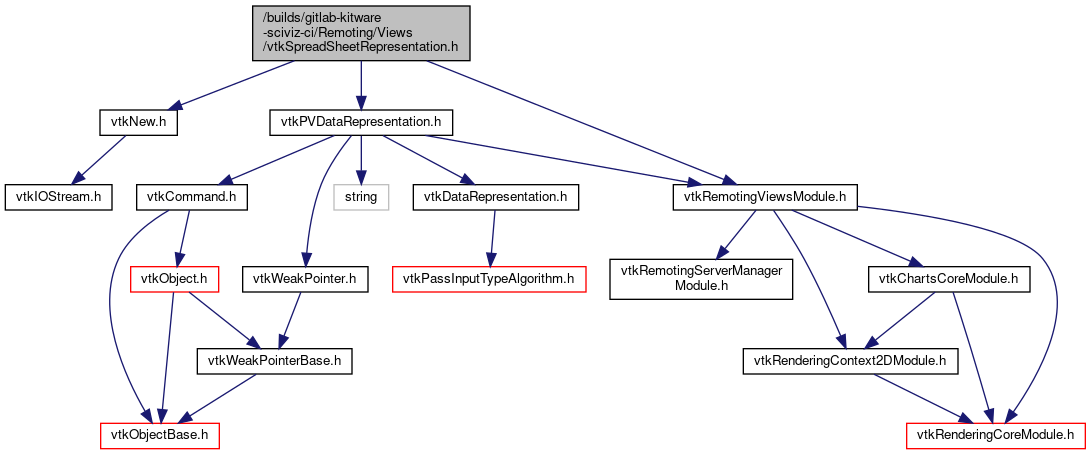 /builds/gitlab-kitware
-sciviz-ci/Remoting/Views
/vtkSpreadSheetRepresentation.h
vtkNew.h
vtkPVDataRepresentation.h
vtkIOStream.h
vtkCommand.h
string
vtkDataRepresentation.h
vtkRemotingViewsModule.h
vtkObject.h
vtkWeakPointer.h
vtkPassInputTypeAlgorithm.h
vtkRemotingServerManager
Module.h
vtkChartsCoreModule.h
vtkWeakPointerBase.h
vtkRenderingContext2DModule.h
vtkObjectBase.h
vtkRenderingCoreModule.h